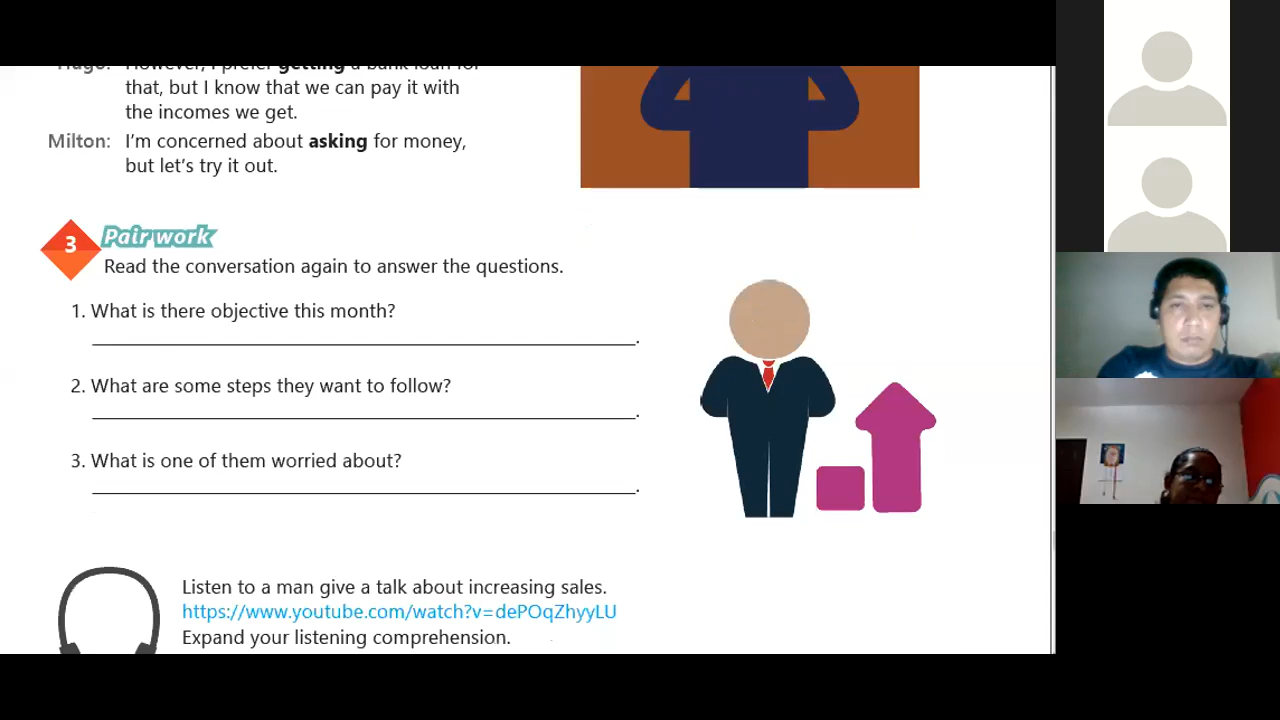 Hugo: However, I prefer getting a bank loan for
that, but I know that we can pay it with
the incomes we get.
Milton: I'm concerned about asking for money,
but let's try it out.
3 Pair work
Read the conversation again to answer the questions.
1. What is there objective this month?
2. What are some steps they want to follow?
3. What is one of them worried about?
Listen to a man give a talk about increasing sales.
https://www.youtube.com/watch?v=dePOqZhyyLU
Expand your listening comprehension.